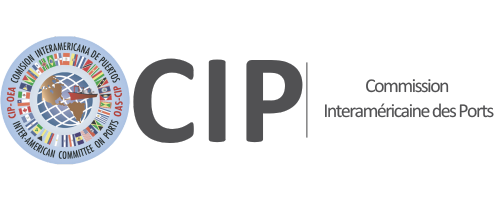 COMISION INTERAMERICANA DE PUERTOS
CIP-OEA
OAS-CIP
INTER-AMERICAN COMMITTEE ON PORTS
CIP
Commission
Interaméricaine des Ports